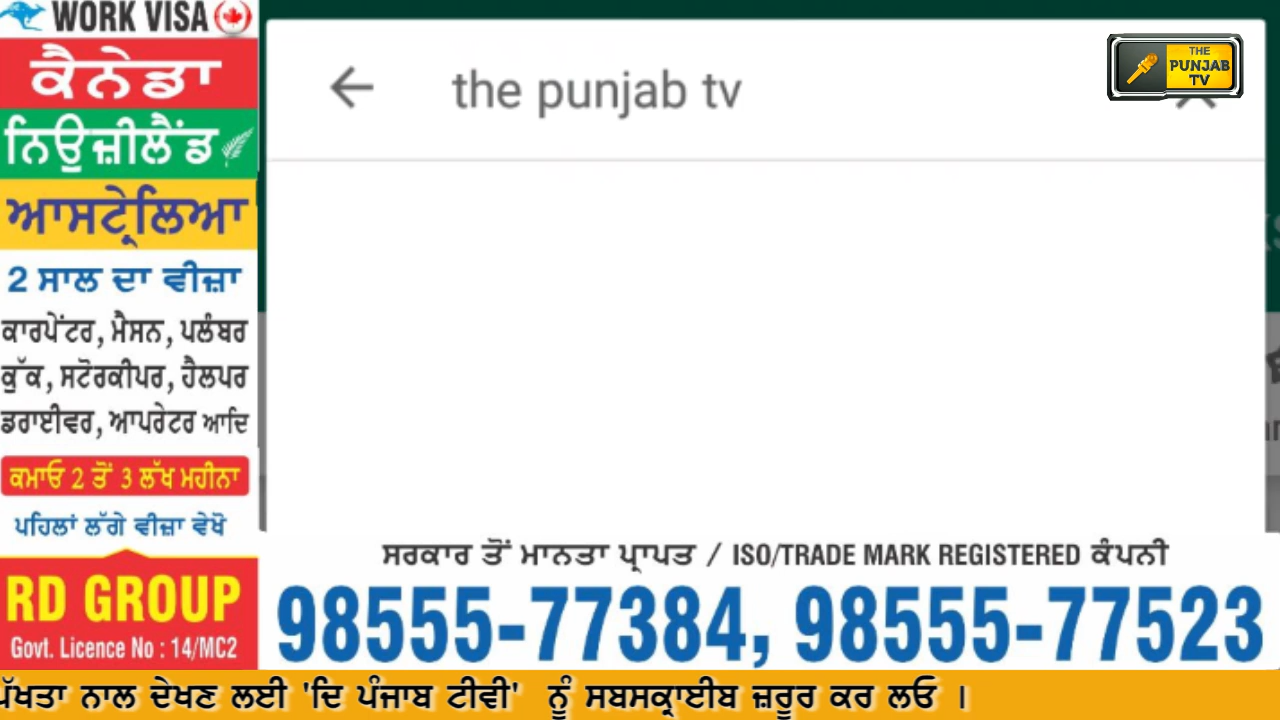 WORK VISA
ਕੈਨੇਡਾ
ਨਿਊਜ਼ੀਲੈਂਡ
ਆਸਟ੍ਰੇਲਿਆ
2 ਸਾਲ ਦਾ ਵੀਜ਼ਾ
ਕਾਰਪੇਂਟਰ, ਮੈਸਨ, ਪਲੰਬਰ
ਕੁੱਕ, ਸਟੋਰਕੀਪਰ, ਹੈਲਪਰ
ਡਰਾਈਵਰ, ਆਪਰੇਟਰ ਆਦਿ
ਕਮਾਓ 2 ਤੋਂ 3 ਲੱਖ ਮਹੀਨਾ
ਪਹਿਲਾਂ ਲੱਗੇ ਵੀਜ਼ਾ ਵੇਖੋ
RD GROUP
Govt. Licence No : 14/MC2
the punjab tv
THE
PUNJAB
TV
ਸਰਕਾਰ ਤੋਂ ਮਾਨਤਾ ਪ੍ਰਾਪਤ / ISO/TRADE MARK REGISTERED ਕੰਪਨੀ
98555-77384, 98555-77523
ਨਾਲ ਦੇਖਣ ਲਈ 'ਦਿ ਪੰਜਾਬ ਟੀਵੀ' ਨੂੰ ਸਬਸਕ੍ਰਾਈਬ ਜ਼ਰੂਰ ਕਰ ਲਓ ।